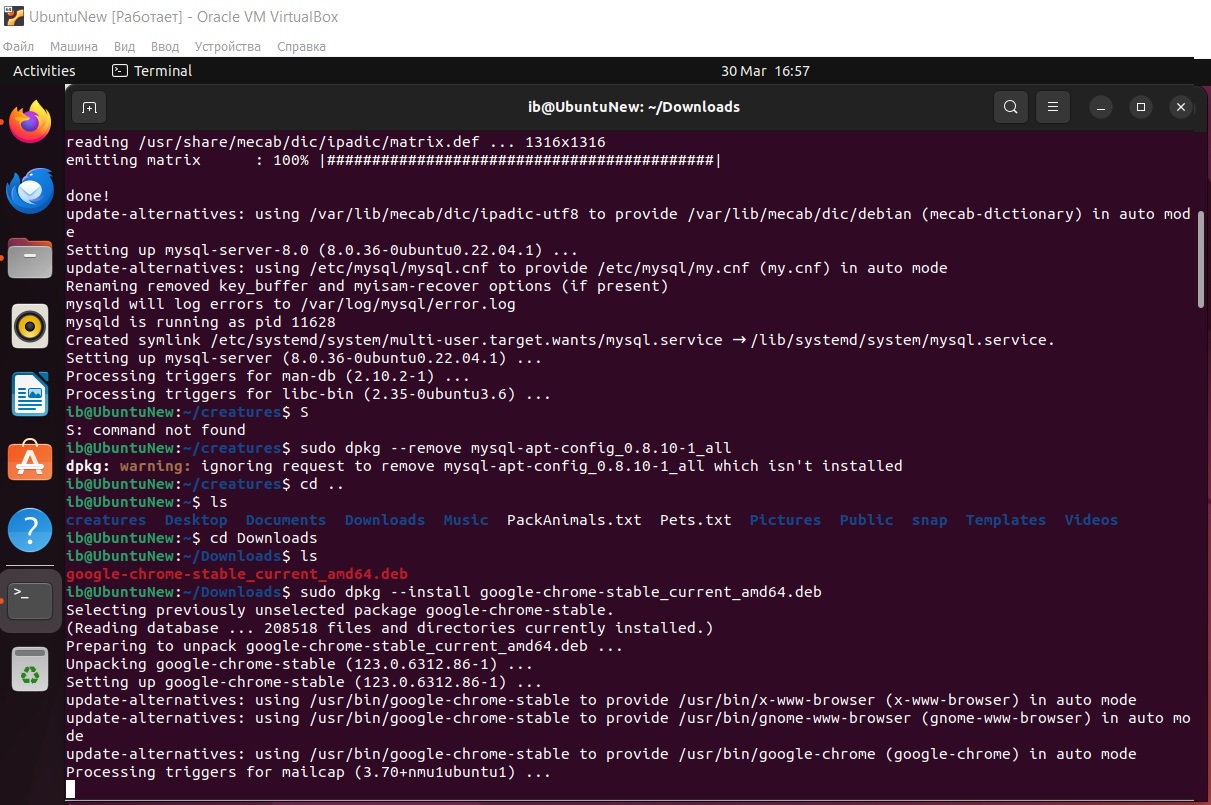 UbuntuNew [Работает] - Oracle VM VirtualBox
Файл Машина Вид Ввод Устройства Справка
Activities Terminal 30 Mar 16:57
ib@UbuntuNew: ~/Downloads
reading /usr/share/mecab/dic/ipadic/matrix.def ... 1316x1316
emitting matrix      : 100% |###########################################|
done!
update-alternatives: using /var/lib/mecab/dic/ipadic-utf8 to provide /var/lib/mecab/dic/debian (mecab-dictionary) in auto mod
e
Setting up mysql-server-8.0 (8.0.36-0ubuntu0.22.04.1) ...
update-alternatives: using /etc/mysql/mysql.cnf to provide /etc/mysql/my.cnf (my.cnf) in auto mode
Renaming removed key_buffer and myisam-recover options (if present)
mysqld will log errors to /var/log/mysql/error.log
mysqld is running as pid 11628
Created symlink /etc/systemd/system/multi-user.target.wants/mysql.service → /lib/systemd/system/mysql.service.
Setting up mysql-server (8.0.36-0ubuntu0.22.04.1) ...
Processing triggers for man-db (2.10.2-1) ...
Processing triggers for libc-bin (2.35-0ubuntu3.6) ...
ib@UbuntuNew:~/creatures$ S
S: command not found
ib@UbuntuNew:~/creatures$ sudo dpkg --remove mysql-apt-config_0.8.10-1_all
dpkg: warning: ignoring request to remove mysql-apt-config_0.8.10-1_all which isn't installed
ib@UbuntuNew:~/creatures$ cd ..
ib@UbuntuNew:~$ ls
creatures  Desktop  Documents  Downloads  Music  PackAnimals.txt  Pets.txt  Pictures  Public  snap  Templates  Videos
ib@UbuntuNew:~$ cd Downloads
ib@UbuntuNew:~/Downloads$ ls
google-chrome-stable_current_amd64.deb
ib@UbuntuNew:~/Downloads$ sudo dpkg --install google-chrome-stable_current_amd64.deb
Selecting previously unselected package google-chrome-stable.
(Reading database ... 208518 files and directories currently installed.)
Preparing to unpack google-chrome-stable_current_amd64.deb ...
Unpacking google-chrome-stable (123.0.6312.86-1) ...
Setting up google-chrome-stable (123.0.6312.86-1) ...
update-alternatives: using /usr/bin/google-chrome-stable to provide /usr/bin/x-www-browser (x-www-browser) in auto mode
update-alternatives: using /usr/bin/google-chrome-stable to provide /usr/bin/gnome-www-browser (gnome-www-browser) in auto mo
de
update-alternatives: using /usr/bin/google-chrome-stable to provide /usr/bin/google-chrome (google-chrome) in auto mode
Processing triggers for mailcap (3.70+nmu1ubuntu1) ...